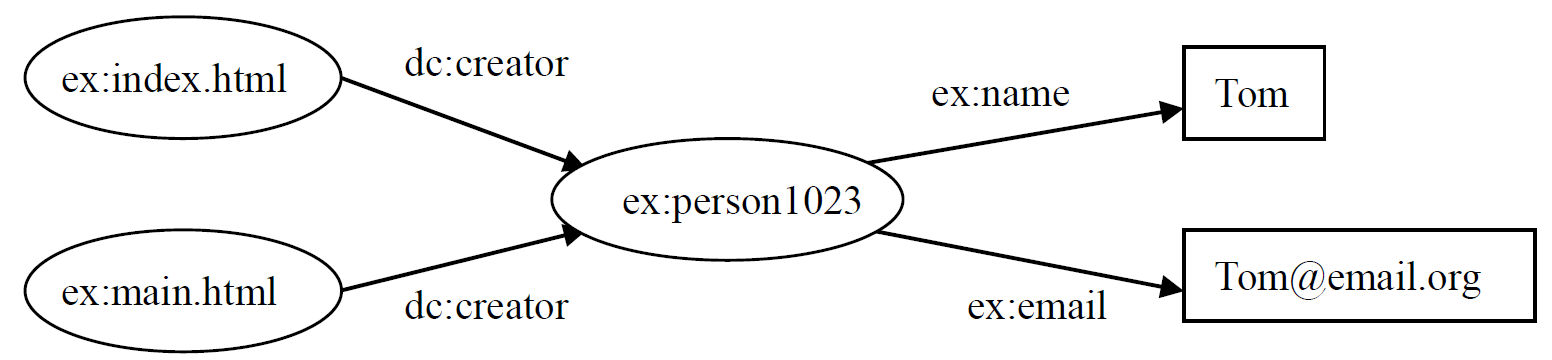 ex:index.html
dc:creator
ex:name
Tom
ex:person1023
ex:main.html
dc:creator
ex:email
Tom@email.org